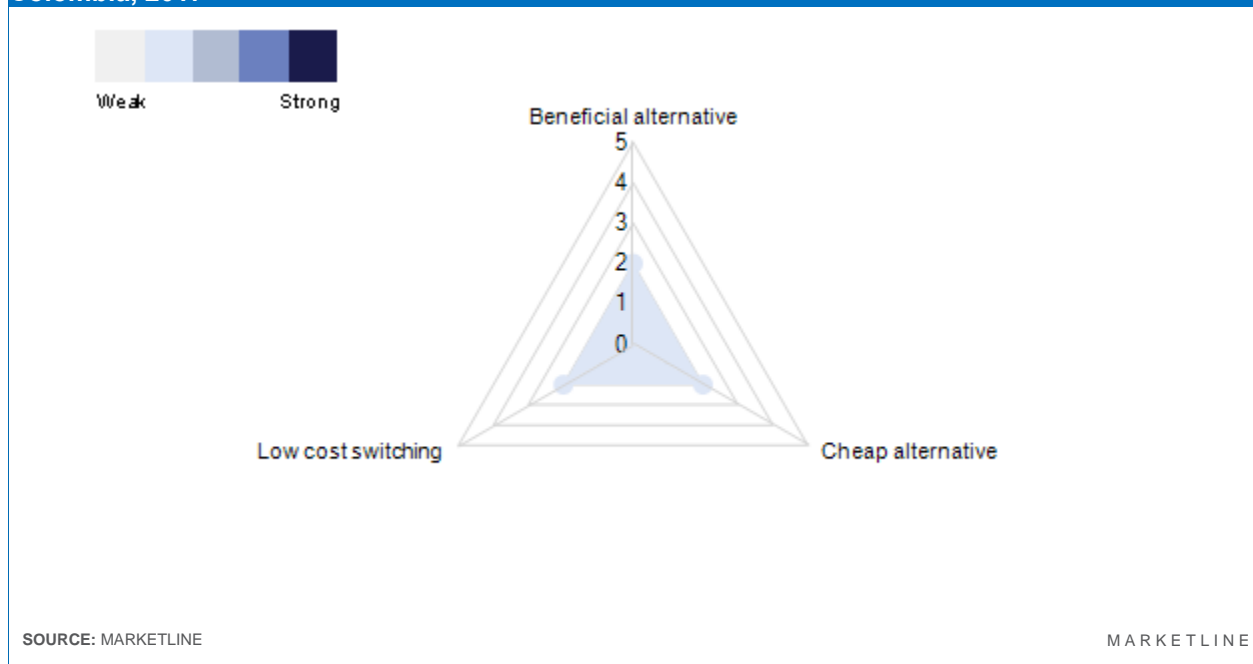 Weak
Strong
Beneficial alternative
5
4
3
2
1
0
Low cost switching
Cheap alternative
SOURCE: MARKETLINE
MARKETLINE